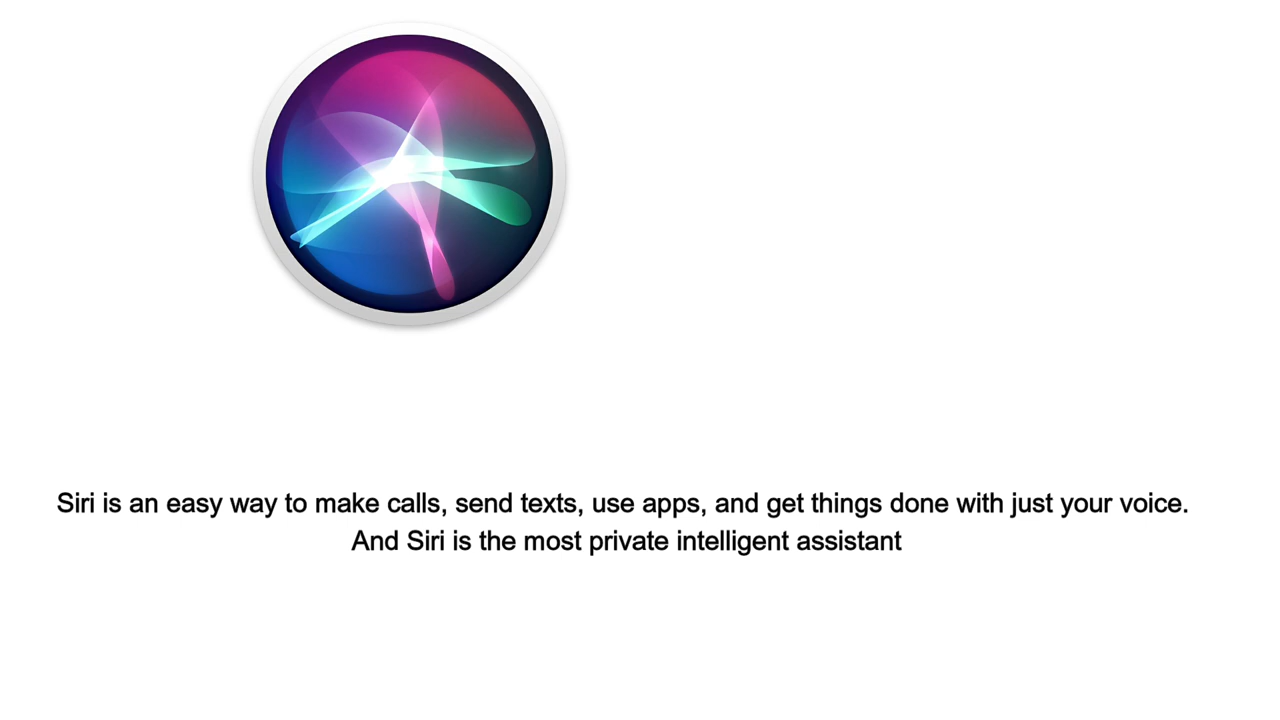 Siri is an easy way to make calls, send texts, use apps, and get things done with just your voice.
And Siri is the most private intelligent assistant